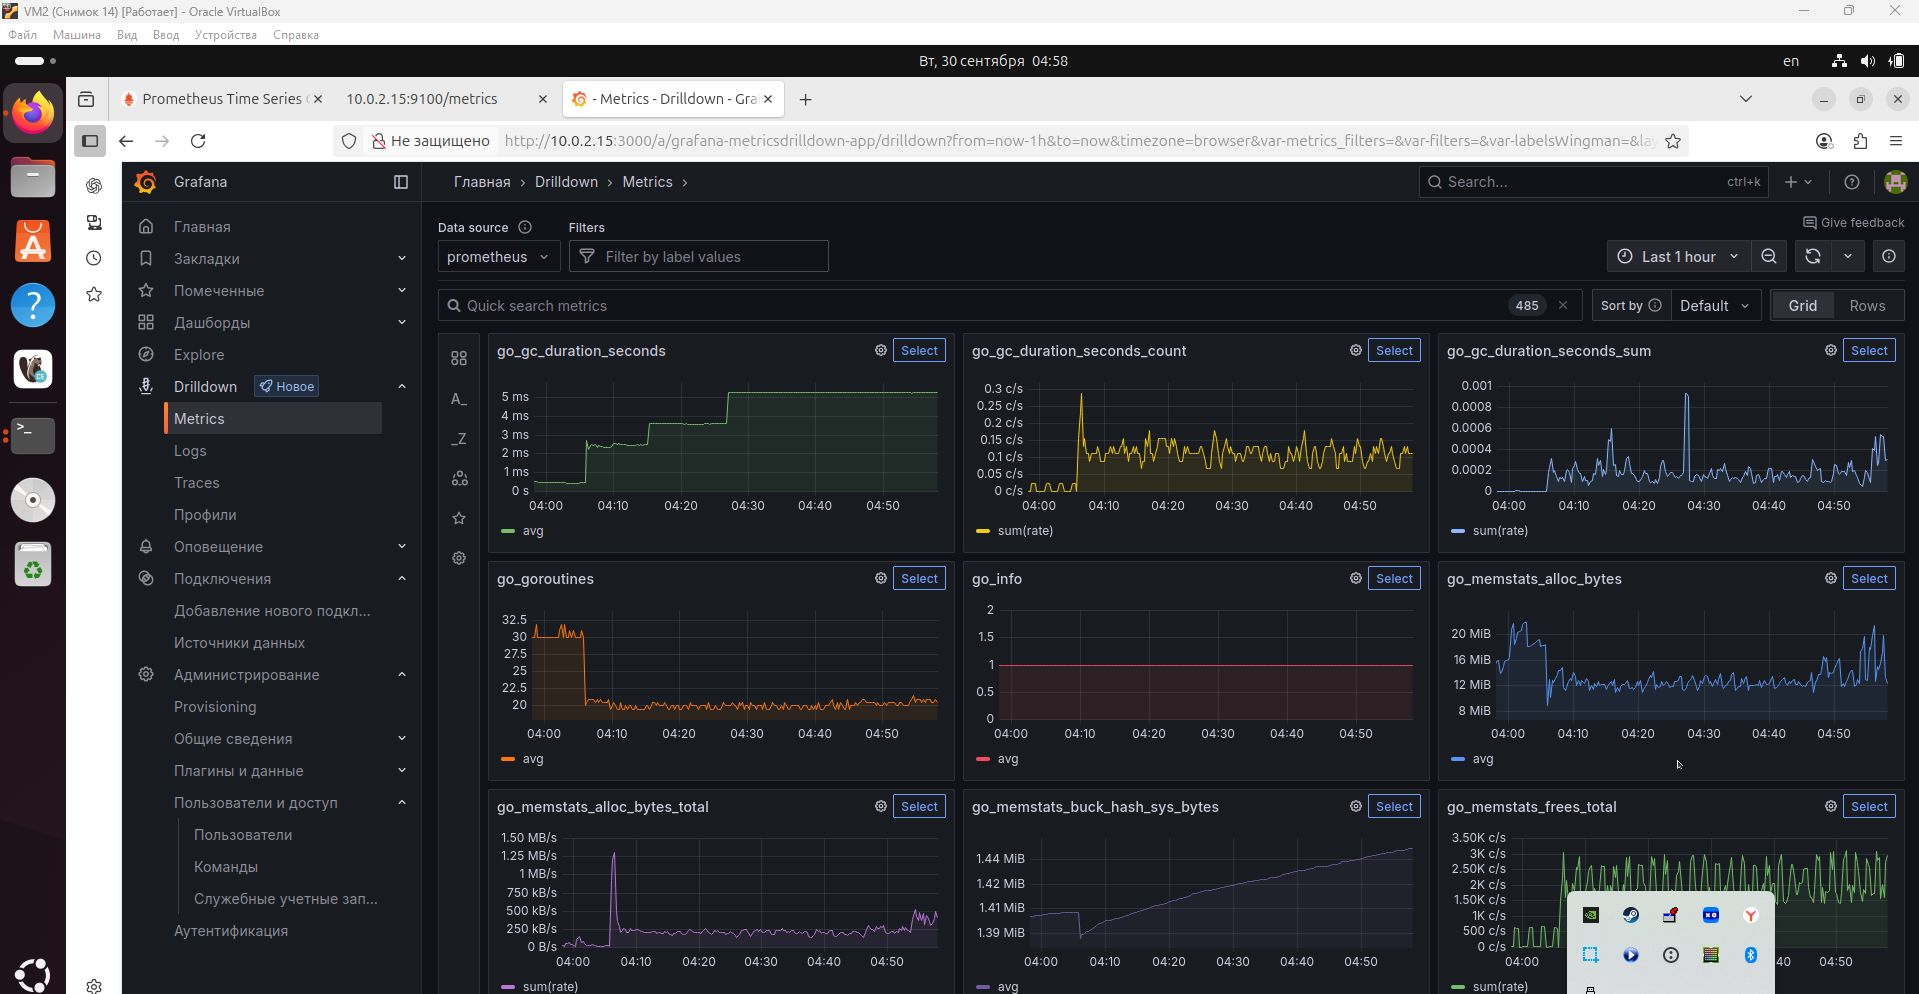 VM2 (Снимок 14) [Работает] - Oracle VirtualBox
Файл Машина Вид Ввод Устройства Справка
Вт, 30 сентября 04:58
en
Prometheus Time Series
10.0.2.15:9100/metrics
- Metrics - Drilldown - Gra
Не защищено
http://10.0.2.15:3000/a/grafana-metricsdrilldown-app/drilldown?from=now-1h&to=now&timezone=browser&var-metrics_filters=&var-filters=&var-labelsWingman=&la
Grafana
Главная › Drilldown › Metrics ›
Search...
ctrl+k
Главная
Закладки
Помеченные
Дашборды
Explore
Drilldown
Новое
Metrics
Logs
Traces
Профили
Оповещение
Подключения
Добавление нового подкл...
Источники данных
Администрирование
Provisioning
Общие сведения
Плагины и данные
Пользователи и доступ
Пользователи
Команды
Служебные учетные зап...
Аутентификация
Data source
Filters
Give feedback
prometheus
Filter by label values
Last 1 hour
Quick search metrics
485
Sort by
Default
Grid
Rows
A_
_Z
go_gc_duration_seconds
Select
5 ms
4 ms
3 ms
2 ms
1 ms
0 s
04:00 04:10 04:20 04:30 04:40 04:50
avg
go_gc_duration_seconds_count
Select
0.3 c/s
0.25 c/s
0.2 c/s
0.15 c/s
0.1 c/s
0.05 c/s
0 c/s
04:00 04:10 04:20 04:30 04:40 04:50
sum(rate)
go_gc_duration_seconds_sum
Select
0.001
0.0008
0.0006
0.0004
0.0002
0
04:00 04:10 04:20 04:30 04:40 04:50
sum(rate)
go_goroutines
Select
32.5
30
27.5
25
22.5
20
04:00 04:10 04:20 04:30 04:40 04:50
avg
go_info
Select
2
1.5
1
0.5
0
04:00 04:10 04:20 04:30 04:40 04:50
avg
go_memstats_alloc_bytes
Select
20 MiB
16 MiB
12 MiB
8 MiB
04:00 04:10 04:20 04:30 04:40 04:50
avg
go_memstats_alloc_bytes_total
Select
1.50 MB/s
1.25 MB/s
1 MB/s
750 kB/s
500 kB/s
250 kB/s
0 B/s
04:00 04:10 04:20 04:30 04:40 04:50
sum(rate)
go_memstats_buck_hash_sys_bytes
Select
1.44 MiB
1.42 MiB
1.41 MiB
1.39 MiB
04:00 04:10 04:20 04:30 04:40 04:50
avg
go_memstats_frees_total
Select
3.50K c/s
3K c/s
2.50K c/s
2K c/s
1.50K c/s
1K c/s
500 c/s
0 c/s
04:00 40 04:50
sum(rate)